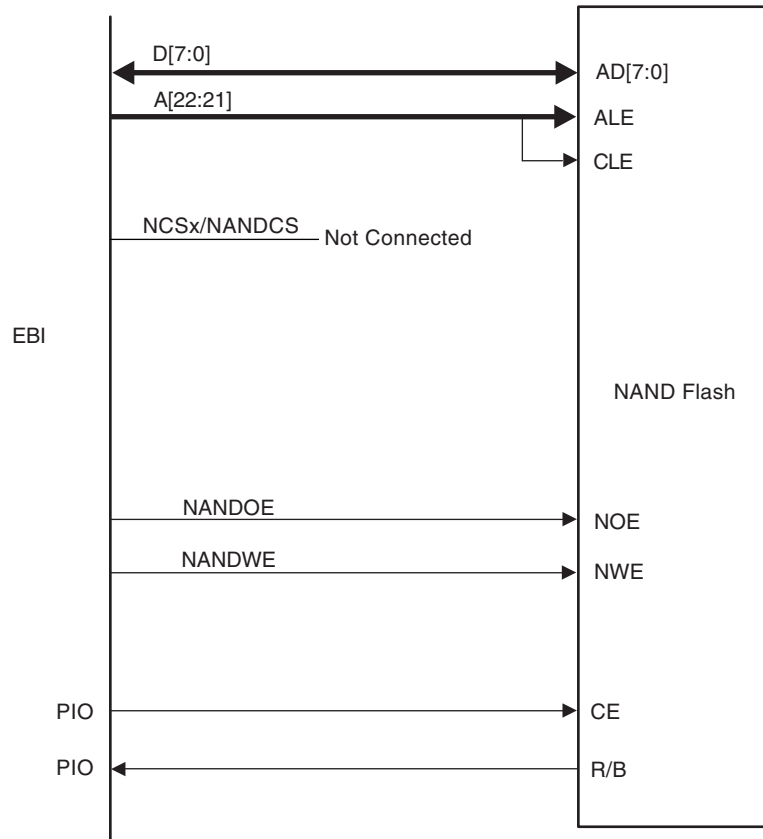 D[7:0]
AD[7:0]
A[22:21]
ALE
CLE
NCSx/NANDCS
Not Connected
EBI
NAND Flash
NANDOE
NOE
NANDWE
NWE
PIO
CE
PIO
R/B